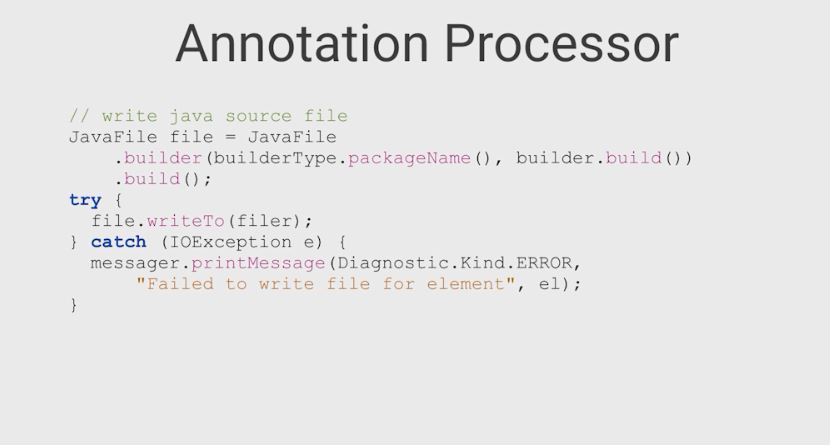 Annotation Processor
// write java source file
JavaFile file = JavaFile
    .builder(builderType.packageName(), builder.build())
    .build();
try {
  file.writeTo(filer);
} catch (IOException e) {
  messager.printMessage(Diagnostic.Kind.ERROR,
      "Failed to write file for element", el);
}